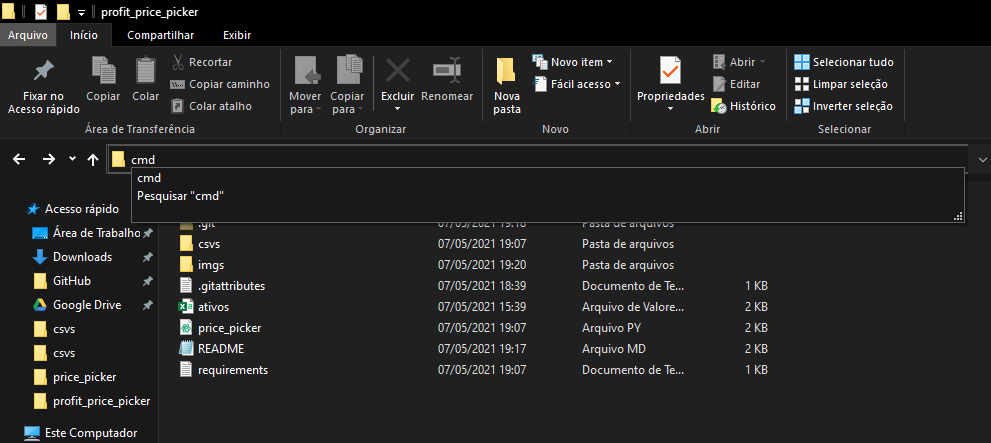 profit_price_picker
Arquivo Início Compartilhar Exibir
Fixar no Acesso rápido
Copiar
Colar
Recortar
Copiar caminho
Colar atalho
Mover para
Copiar para
Excluir
Renomear
Nova pasta
Novo item
Fácil acesso
Propriedades
Abrir
Editar
Histórico
Selecionar tudo
Limpar seleção
Inverter seleção
Área de Transferência Organizar Novo Abrir Selecionar
cmd
cmd
Pesquisar "cmd"
Acesso rápido
Área de Trabalho
Downloads
GitHub
Google Drive
csvs
csvs
price_picker
profit_price_picker
Este Computador
.git 07/05/2021 19:18 Pasta de arquivos
csvs 07/05/2021 19:07 Pasta de arquivos
imgs 07/05/2021 19:20 Pasta de arquivos
.gitattributes 07/05/2021 18:39 Documento de Te... 1 KB
ativos 07/05/2021 15:39 Arquivo de Valore... 2 KB
price_picker 07/05/2021 19:07 Arquivo PY 2 KB
README 07/05/2021 19:17 Arquivo MD 2 KB
requirements 07/05/2021 19:07 Documento de Te... 1 KB